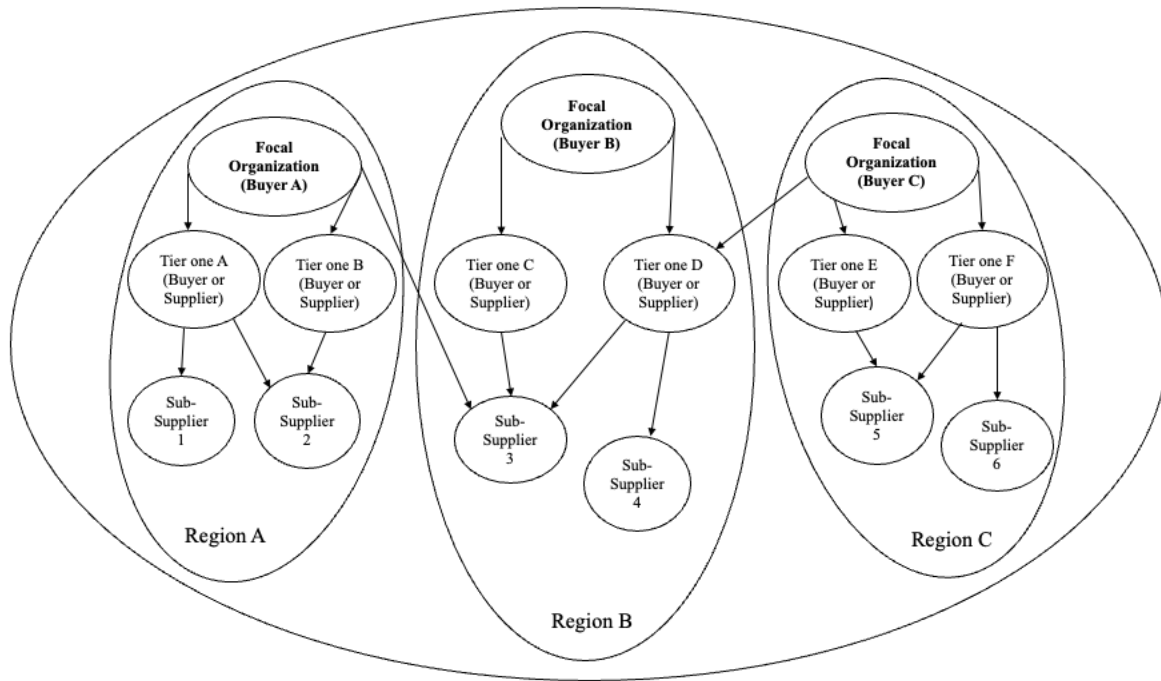 Focal
Organization
(Buyer A)
Focal
Organization
(Buyer B)
Focal
Organization
(Buyer C)
Tier one A
(Buyer or
Supplier)
Tier one B
(Buyer or
Supplier)
Tier one C
(Buyer or
Supplier)
Tier one D
(Buyer or
Supplier)
Tier one E
(Buyer or
Supplier)
Tier one F
(Buyer or
Supplier)
Sub-
Supplier
1
Sub-
Supplier
2
Sub-
Supplier
3
Sub-
Supplier
4
Sub-
Supplier
5
Sub-
Supplier
6
Region A
Region B
Region C